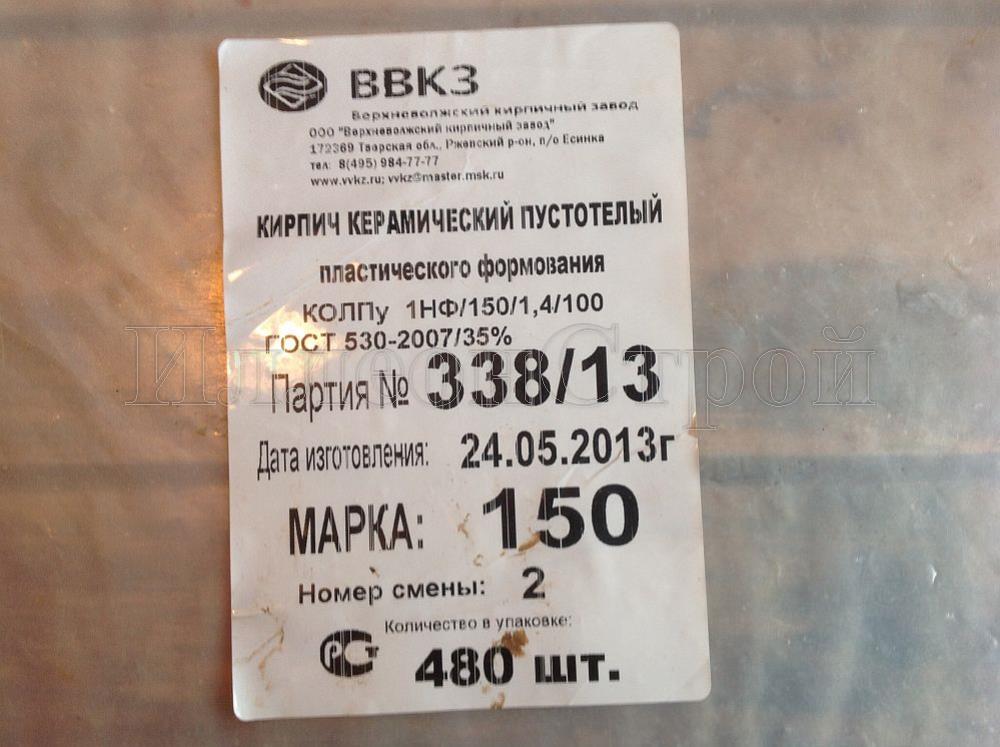 ВВКЗ
Верхневолжский кирпичный завод
ООО "Верхневолжский кирпичный завод"
172369 Тверская обл., Ржевский р-он, п/о Есинка
тел: 8(495) 984-77-77
www.vvkz.ru; vvkz@master.msk.ru
КИРПИЧ КЕРАМИЧЕСКИЙ ПУСТОТЕЛЫЙ
пластического формования
КОЛПу 1НФ/150/1,4/100
ГОСТ 530-2007/35%
Партия № 338/13
Дата изготовления: 24.05.2013г
МАРКА: 150
Номер смены: 2
Количество в упаковке:
РСТ 480 шт.